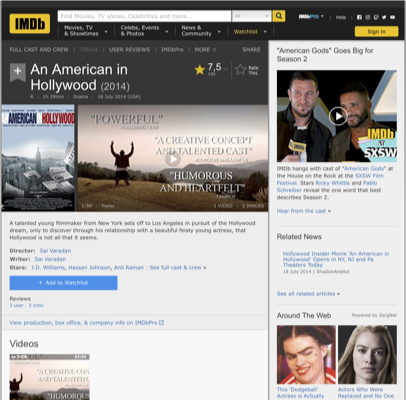 IMDb
Find Movies, TV shows, Celebrities and more...
All
IMDbPro
Help
Movies, TV
& Showtimes
Celebs, Events
& Photos
News &
Community
Watchlist
Sign in
FULL CAST AND CREW
TRIVIA
USER REVIEWS
IMDbPro
MORE
SHARE
An American in
Hollywood (2014)
7.5
Rate
This
R
1h 29min
Drama
18 July 2014 (USA)
AMERICAN HOLLYWOOD
"POWERFUL"
"A CREATIVE CONCEPT
AND TALENTED CAST"
"HUMOROUS
AND HEARTFELT"
1:59
Trailer
1 VIDEO
2 IMAGES
A talented young filmmaker from New York sets off to Los Angeles in pursuit of the Hollywood
dream, only to discover through his relationship with a beautiful feisty young actress, that
Hollywood is not all that it seems.
Director: Sai Varadan
Writer: Sai Varadan
Stars: J.D. Williams, Hassan Johnson, Anil Raman | See full cast & crew »
+ Add to Watchlist
Reviews
3 user | 3 critic
View production, box office, & company info on IMDbPro
Videos
"A CREATIVE CON
AND TALENTED
"American Gods" Goes Big for
Season 2
IMDb
at
SXSW
IMDb hangs with cast of "American Gods" at
the House on the Rock at the SXSW Film
Festival. Stars Ricky Whittle and Pablo
Schreiber reveal the one word that best
describes Season 2.
Hear from the cast »
Related News
Hollywood Insider Movie 'An American in
Hollywood' Opens in NY, NJ and Pa
Theaters Today
18 July 2014 | ShadowAndAct
See all related articles »
Around The Web
Powered by ZergNet
This 'Dodgeball'
Actress is Actually
Actors Who Were
Replaced and No One